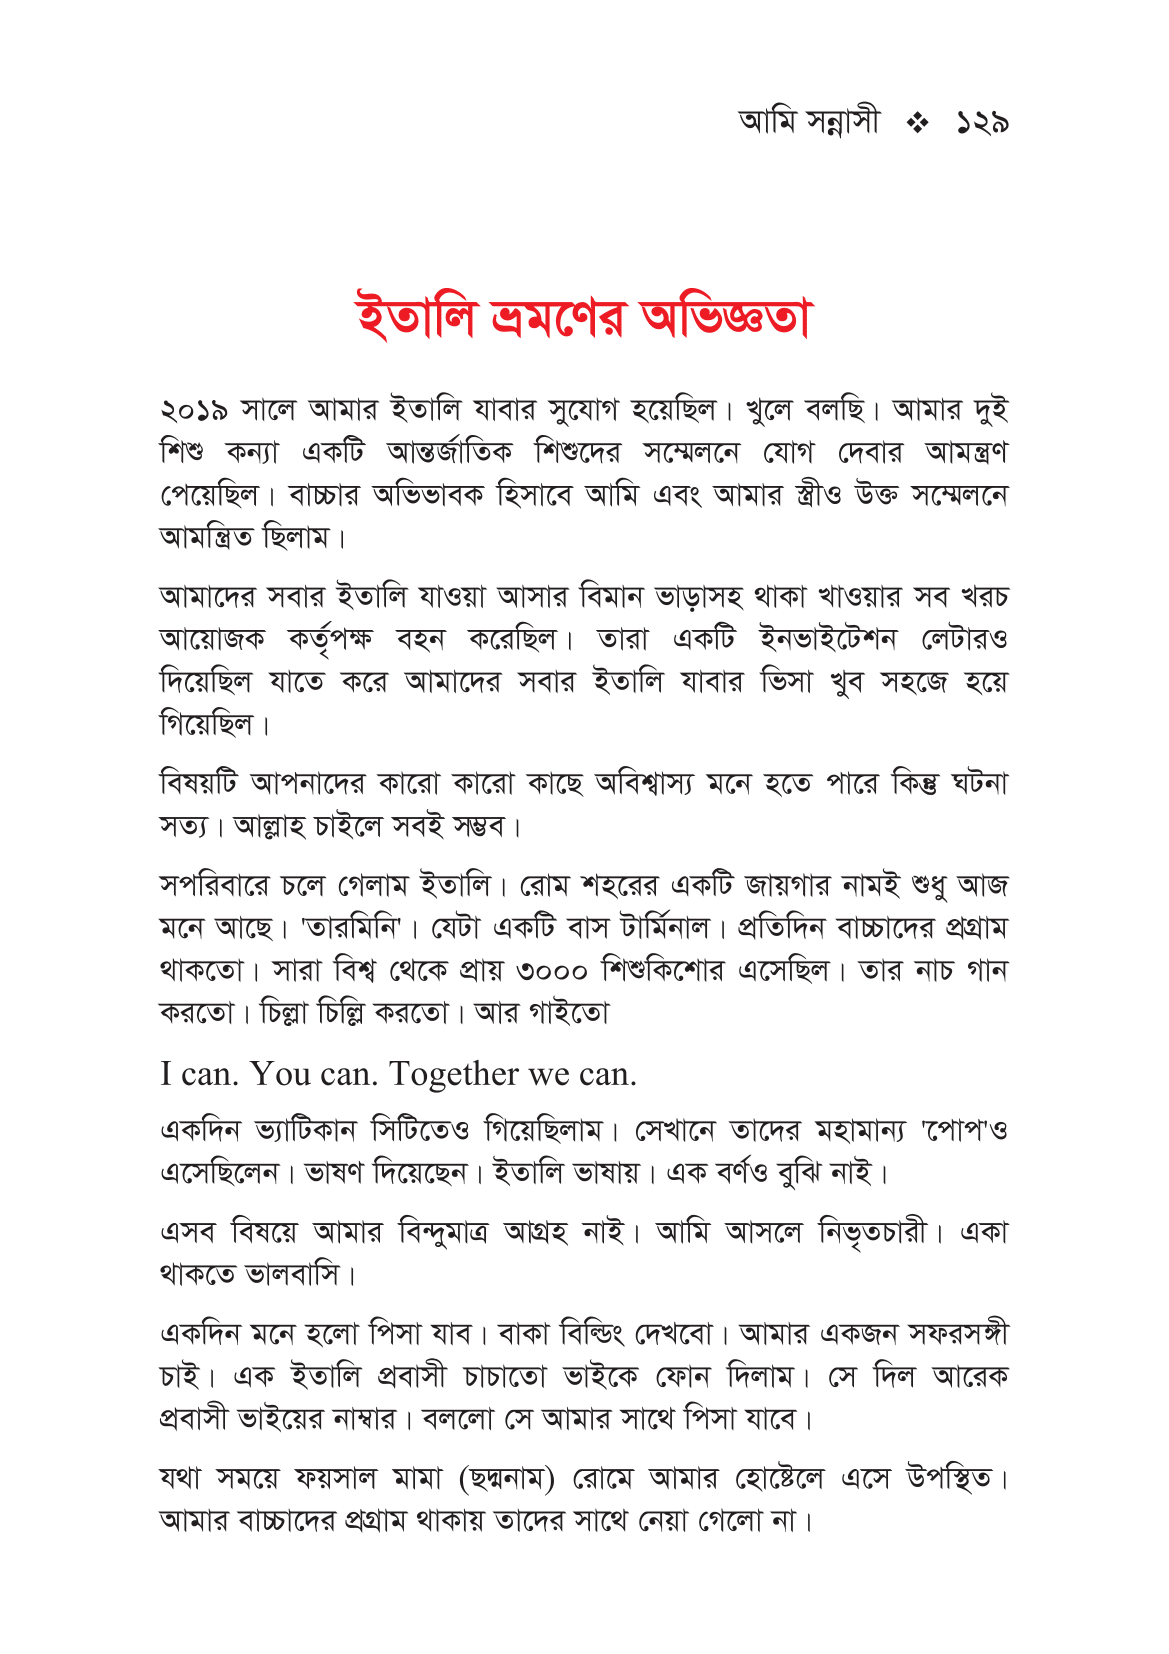 আমি সন্নাসী ❖ ১২৯
ইতালি ভ্রমণের অভিজ্ঞতা
২০১৯ সালে আমার ইতালি যাবার সুযোগ হয়েছিল। খুলে বলছি। আমার দুই
শিশু কন্যা একটি আন্তর্জাতিক শিশুদের সম্মেলনে যোগ দেবার আমন্ত্রণ
পেয়েছিল। বাচ্চার অভিভাবক হিসাবে আমি এবং আমার স্ত্রীও উক্ত সম্মেলনে
আমন্ত্রিত ছিলাম।
আমাদের সবার ইতালি যাওয়া আসার বিমান ভাড়াসহ থাকা খাওয়ার সব খরচ
আয়োজক কর্তৃপক্ষ বহন করেছিল। তারা একটি ইনভাইটেশন লেটারও
দিয়েছিল যাতে করে আমাদের সবার ইতালি যাবার ভিসা খুব সহজে হয়ে
গিয়েছিল।
বিষয়টি আপনাদের কারো কারো কাছে অবিশ্বাস্য মনে হতে পারে কিন্তু ঘটনা
সত্য। আল্লাহ চাইলে সবই সম্ভব।
সপরিবারে চলে গেলাম ইতালি। রোম শহরের একটি জায়গার নামই শুধু আজ
মনে আছে। 'তারমিনি'। যেটা একটি বাস টার্মিনাল। প্রতিদিন বাচ্চাদের প্রগ্রাম
থাকতো। সারা বিশ্ব থেকে প্রায় ৩০০০ শিশুকিশোর এসেছিল। তার নাচ গান
করতো। চিল্লা চিল্লি করতো। আর গাইতো
I can. You can. Together we can.
একদিন ভ্যাটিকান সিটিতেও গিয়েছিলাম। সেখানে তাদের মহামান্য 'পোপ'ও
এসেছিলেন। ভাষণ দিয়েছেন। ইতালি ভাষায়। এক বর্ণও বুঝি নাই।
এসব বিষয়ে আমার বিন্দুমাত্র আগ্রহ নাই। আমি আসলে নিভৃতচারী। একা
থাকতে ভালবাসি।
একদিন মনে হলো পিসা যাব। বাকা বিল্ডিং দেখবো। আমার একজন সফরসঙ্গী
চাই। এক ইতালি প্রবাসী চাচাতো ভাইকে ফোন দিলাম। সে দিল আরেক
প্রবাসী ভাইয়ের নাম্বার। বললো সে আমার সাথে পিসা যাবে।
যথা সময়ে ফয়সাল মামা (ছদ্মনাম) রোমে আমার হোষ্টেলে এসে উপস্থিত।
আমার বাচ্চাদের প্রগ্রাম থাকায় তাদের সাথে নেয়া গেলো না।